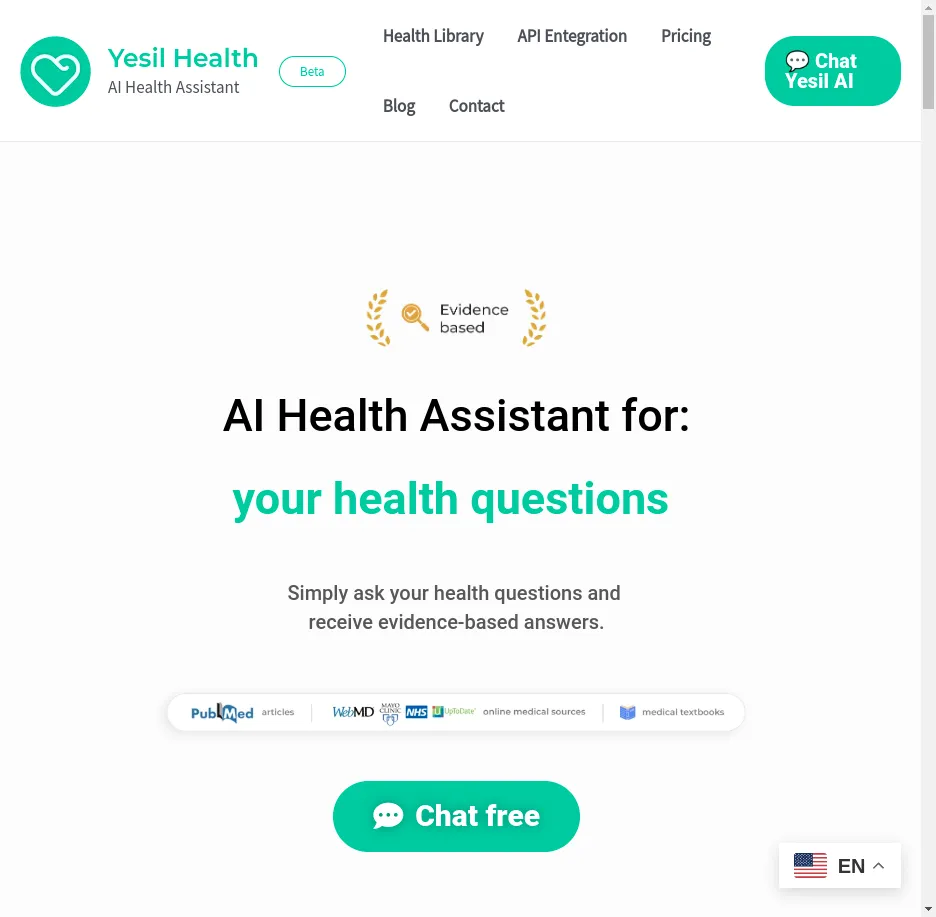 Yesil Health
AI Health Assistant
Beta
Health Library API Entegration Pricing
Blog Contact
💬 Chat
Yesil AI
Evidence
based
AI Health Assistant for:
your health questions
Simply ask your health questions and
receive evidence-based answers.
PubMed articles WebMD MAYO CLINIC NHS UpToDate online medical sources medical textbooks
Chat free
EN